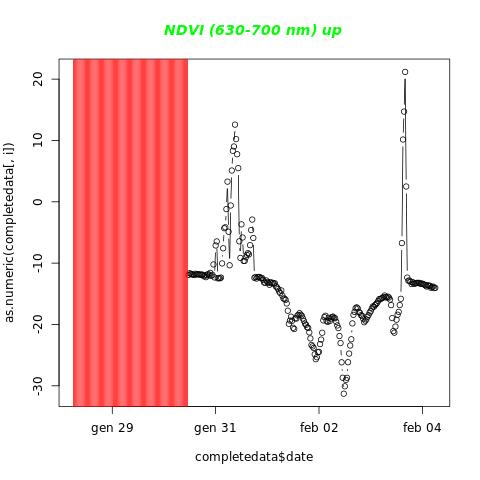 NDVI (630-700 nm) up
as.numeric(completedata[, i])
20
10
0
-10
-20
-30
gen 29
gen 31
feb 02
feb 04
completedata$date